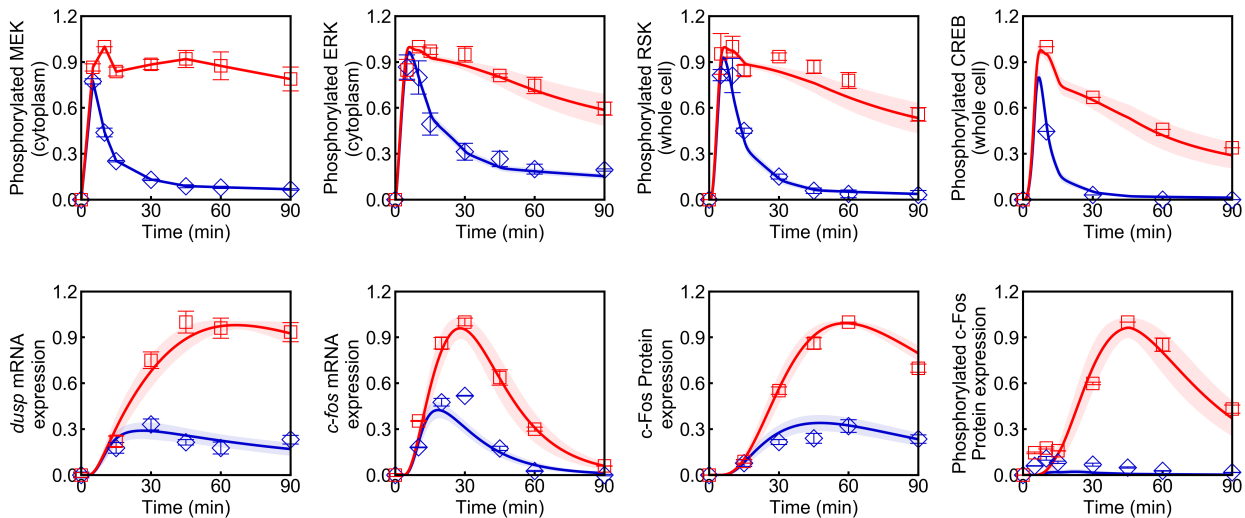 Phosphorylated MEK
(cytoplasm)
1.2
0.9
0.6
0.3
0.0
0 30 60 90
Time (min)
Phosphorylated ERK
(cytoplasm)
1.2
0.9
0.6
0.3
0.0
0 30 60 90
Time (min)
Phosphorylated RSK
(whole cell)
1.2
0.9
0.6
0.3
0.0
0 30 60 90
Time (min)
Phosphorylated CREB
(whole cell)
1.2
0.9
0.6
0.3
0.0
0 30 60 90
Time (min)
dusp mRNA
expression
1.2
0.9
0.6
0.3
0.0
0 30 60 90
Time (min)
c-fos mRNA
expression
1.2
0.9
0.6
0.3
0.0
0 30 60 90
Time (min)
c-Fos Protein
expression
1.2
0.9
0.6
0.3
0.0
0 30 60 90
Time (min)
Phosphorylated c-Fos
Protein expression
1.2
0.9
0.6
0.3
0.0
0 30 60 90
Time (min)